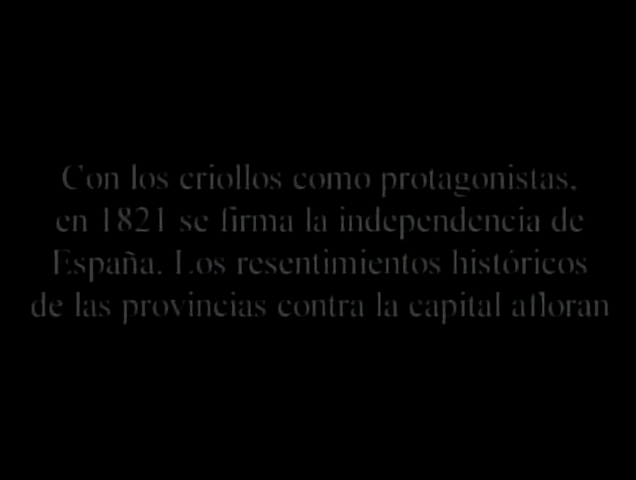 Con los criollos como protagonistas,
en 1821 se firma la independencia de
España. Los resentimientos históricos
de las provincias contra la capital afloran